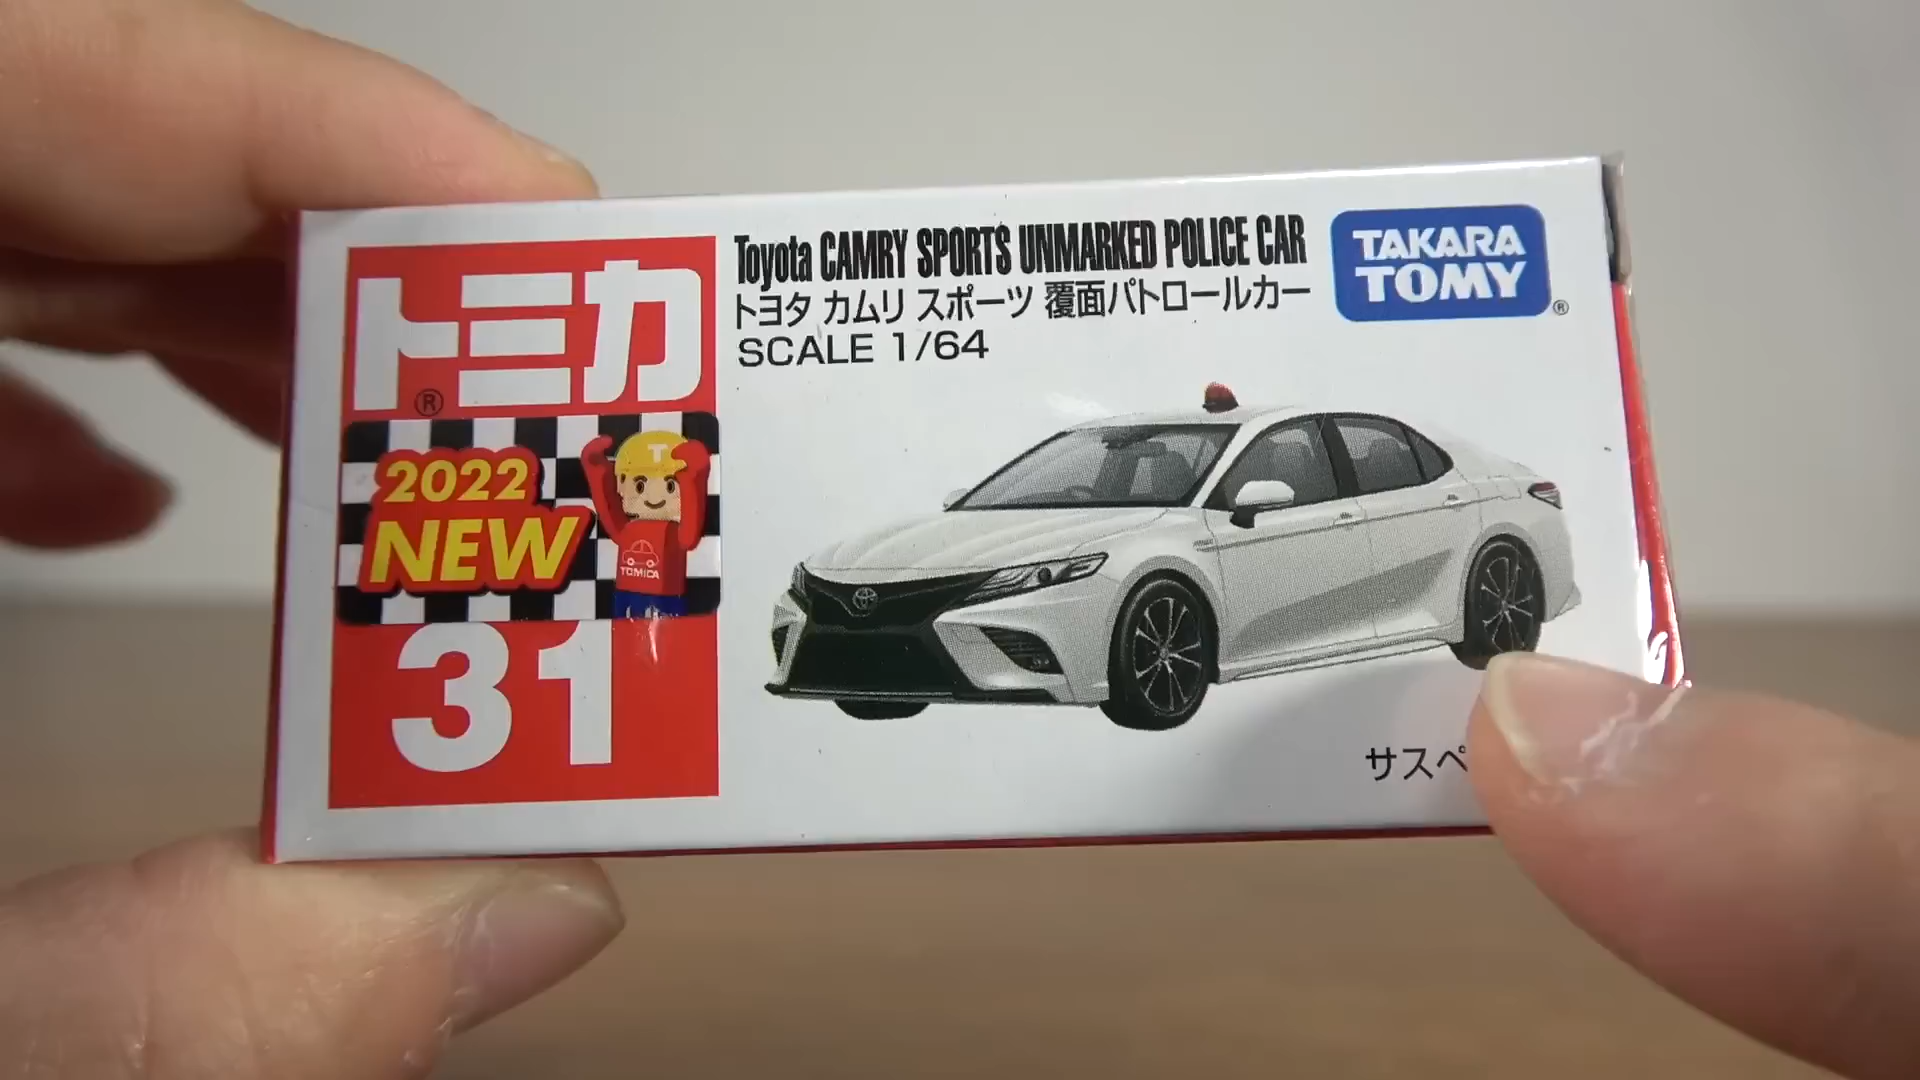 トミカ
®
2022
NEW
T
TOMICA
31
Toyota CAMRY SPORTS UNMARKED POLICE CAR
トヨタ カムリ スポーツ 覆面パトロールカー
SCALE 1/64
TAKARA
TOMY
®
サスペ